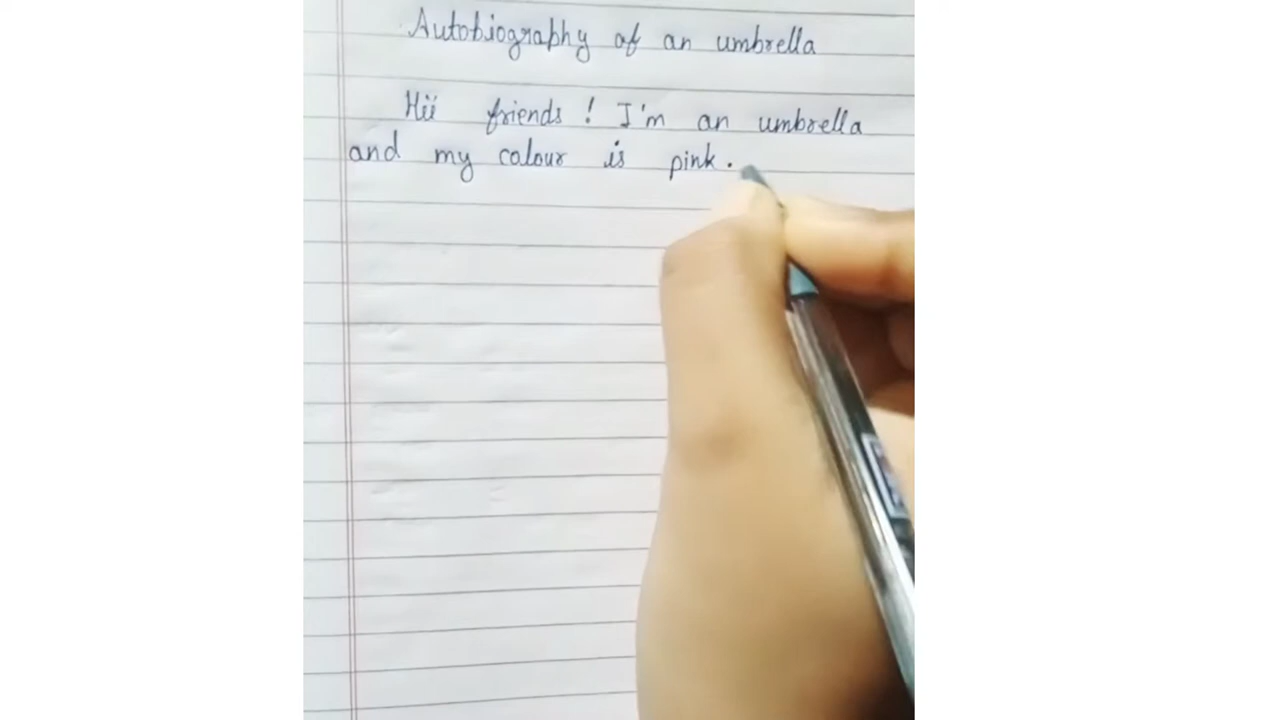 Autobiography of an umbrella
Hii friends! I'm an umbrella
and my colour is pink.